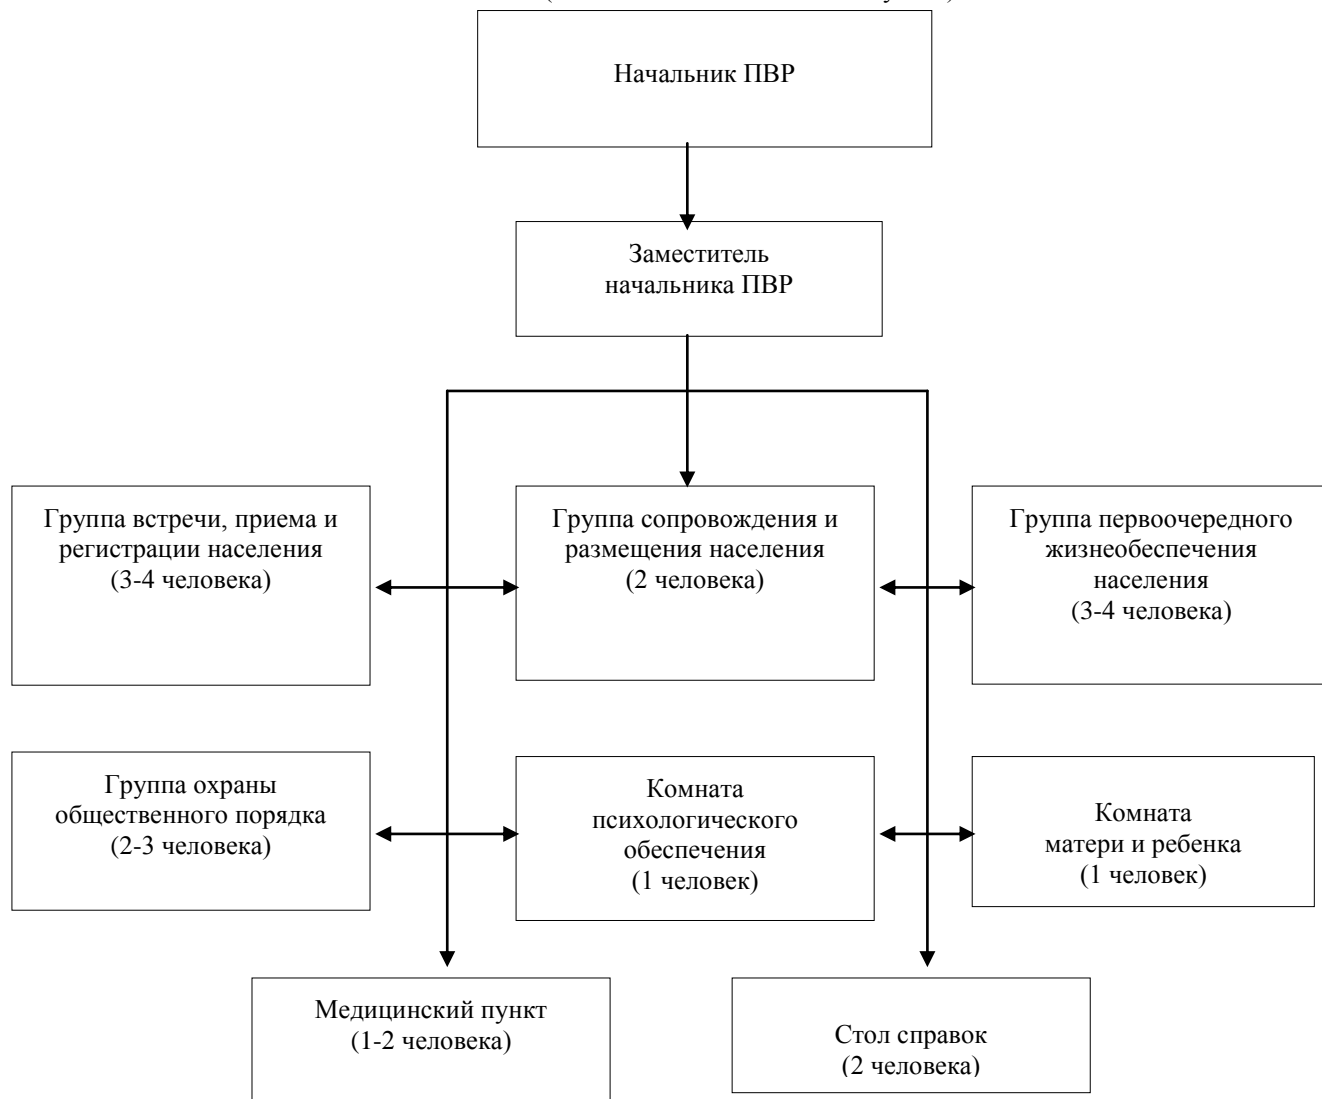 Начальник ПВР
Заместитель
начальника ПВР
Группа встречи, приема и
регистрации населения
(3-4 человека)
Группа сопровождения и
размещения населения
(2 человека)
Группа первоочередного
жизнеобеспечения
населения
(3-4 человека)
Группа охраны
общественного порядка
(2-3 человека)
Комната
психологического
обеспечения
(1 человек)
Комната
матери и ребенка
(1 человек)
Медицинский пункт
(1-2 человека)
Стол справок
(2 человека)